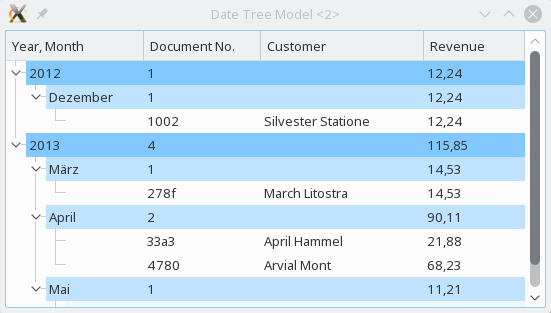 Date Tree Model <2>
Year, Month Document No. Customer Revenue
2012 1 12,24
Dezember 1 12,24
1002 Silvester Statione 12,24
2013 4 115,85
März 1 14,53
278f March Litostra 14,53
April 2 90,11
33a3 April Hammel 21,88
4780 Arvial Mont 68,23
Mai 1 11,21